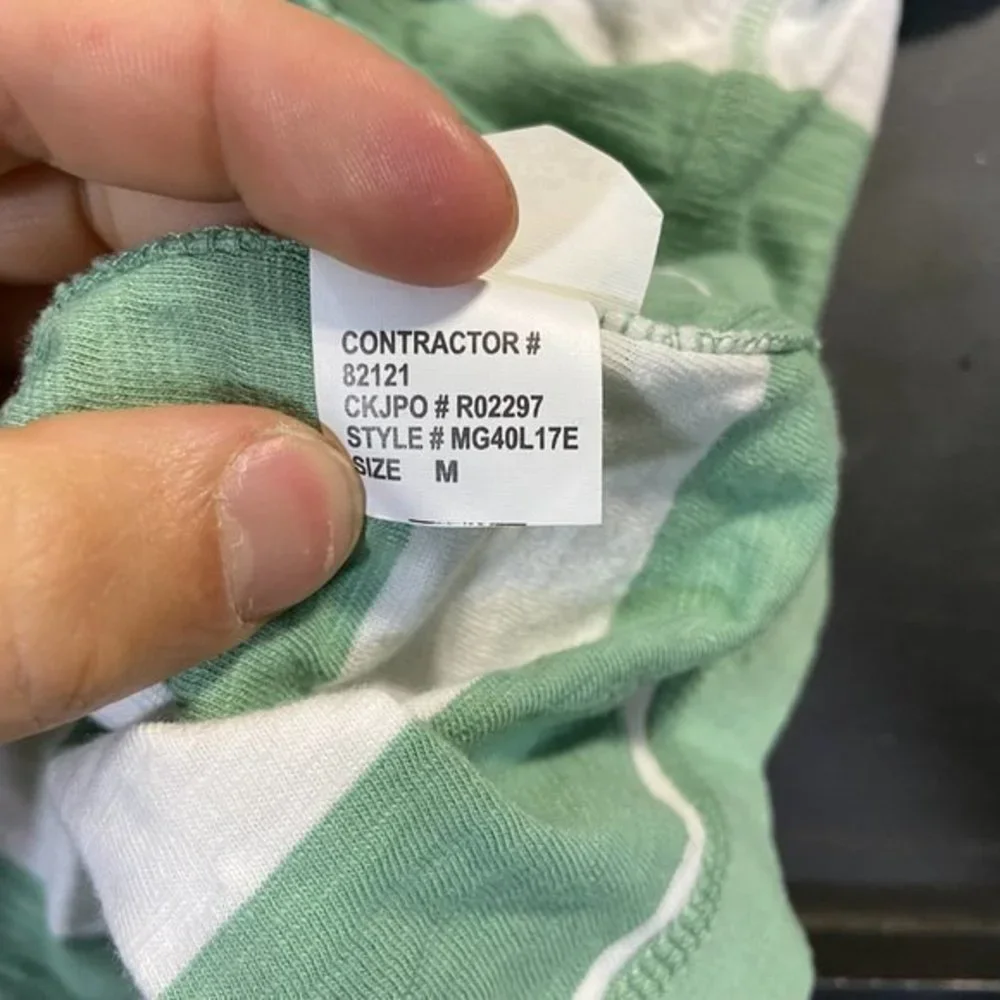 CONTRACTOR #
82121
CKJPO # R02297
STYLE # MG40L17E
SIZE M